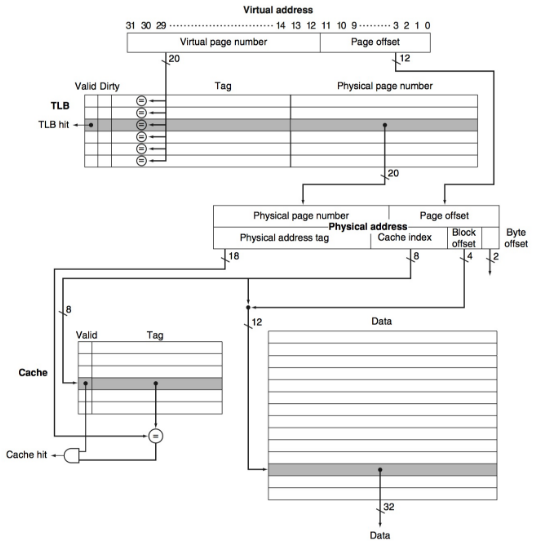 Virtual address
31 30 29 ··················· 14 13 12 11 10 9 ········· 3 2 1 0
Virtual page number Page offset
20 12
Valid Dirty Tag Physical page number
TLB
=
=
TLB hit =
=
=
=
20
Physical page number Page offset
Physical address
Physical address tag Cache index Block offset Byte offset
18 8 4 2
8 12
Data
Valid Tag
Cache
=
Cache hit
32
Data